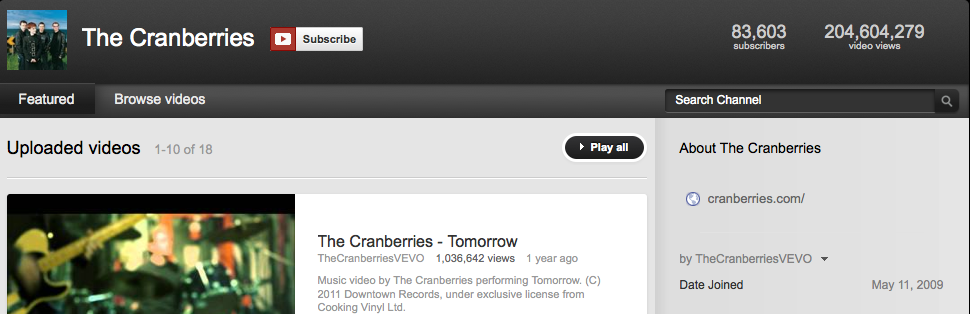 The Cranberries
Subscribe
83,603
subscribers
204,604,279
video views
Featured
Browse videos
Search Channel
Uploaded videos 1-10 of 18
Play all
The Cranberries - Tomorrow
TheCranberriesVEVO 1,036,642 views 1 year ago
Music video by The Cranberries performing Tomorrow. (C)
2011 Downtown Records, under exclusive license from
Cooking Vinyl Ltd.
About The Cranberries
cranberries.com/
by TheCranberriesVEVO
Date Joined May 11, 2009